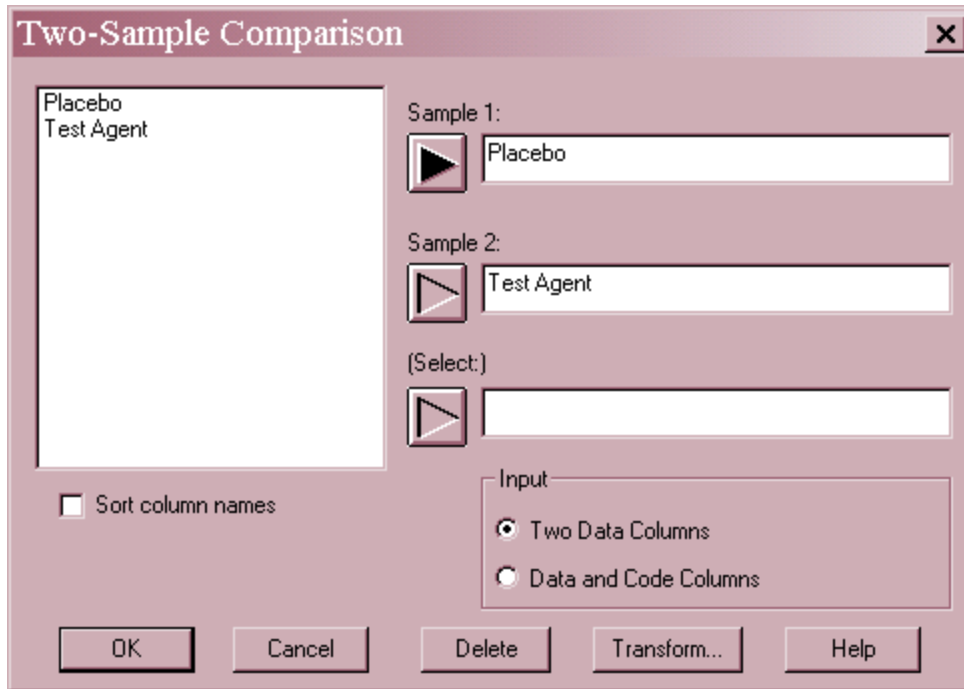 Two-Sample Comparison
Placebo
Test Agent
Sample 1:
Placebo
Sample 2:
Test Agent
(Select:)
Sort column names
Input
Two Data Columns
Data and Code Columns
OK
Cancel
Delete
Transform...
Help